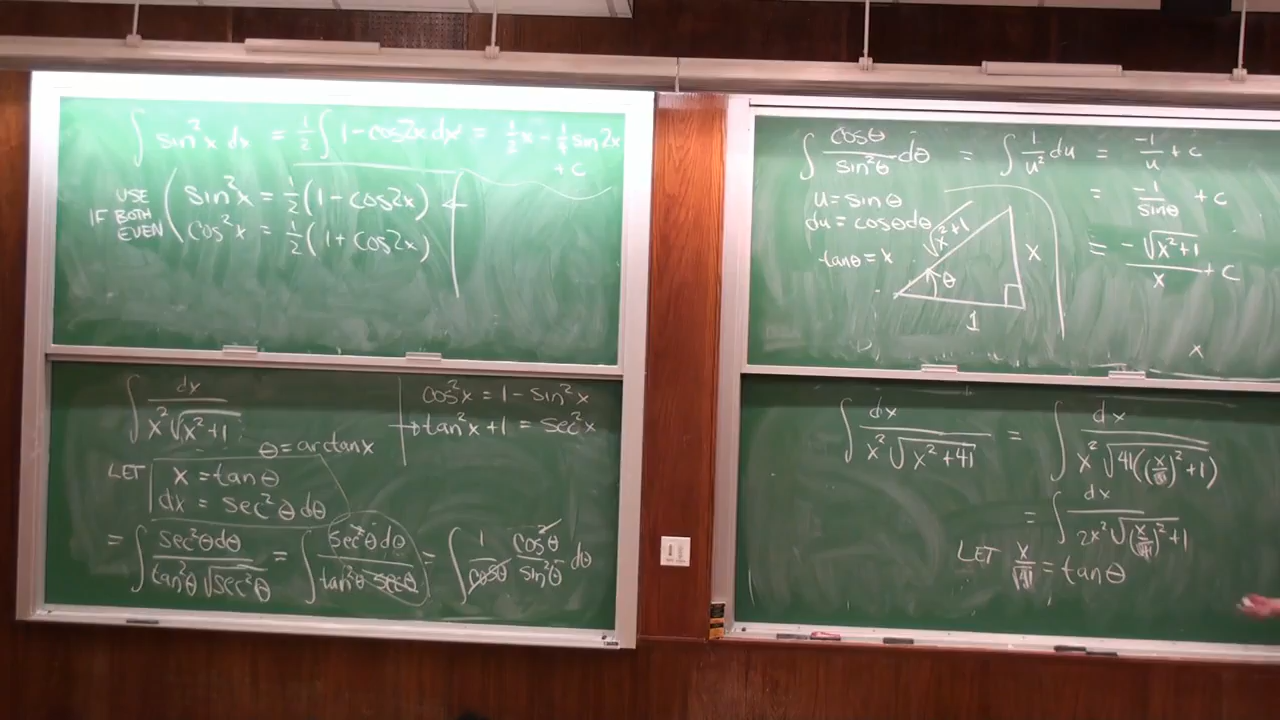 ∫ sin²x dx = 1/2 ∫ 1 - cos2x dx = 1/2 x - 1/4 sin 2x + c
USE IF BOTH EVEN
sin²x = 1/2 (1 - cos2x) ←
cos²x = 1/2 (1 + cos2x)
∫ dx / (x² √(x²+1))
cos²x = 1 - sin²x
→ tan²x + 1 = sec²x
θ = arctan x
LET x = tan θ
dx = sec²θ dθ
= ∫ sec²θ dθ / (tan²θ √(sec²θ)) = ∫ sec²θ dθ / (tan²θ secθ) = ∫ 1/cosθ cos²θ/sin²θ dθ
∫ cosθ / sin²θ dθ = ∫ 1/u² du = -1/u + c
u = sin θ
du = cosθ dθ
= -1/sinθ + c
tanθ = x
√(x²+1)
x
θ
1
= -√(x²+1) / x + c
x
∫ dx / (x² √(x²+41)) = ∫ dx / (x² √(41((x/√41)²+1)))
= ∫ dx / (2x² √((x/√41)²+1))
LET x/√41 = tanθ